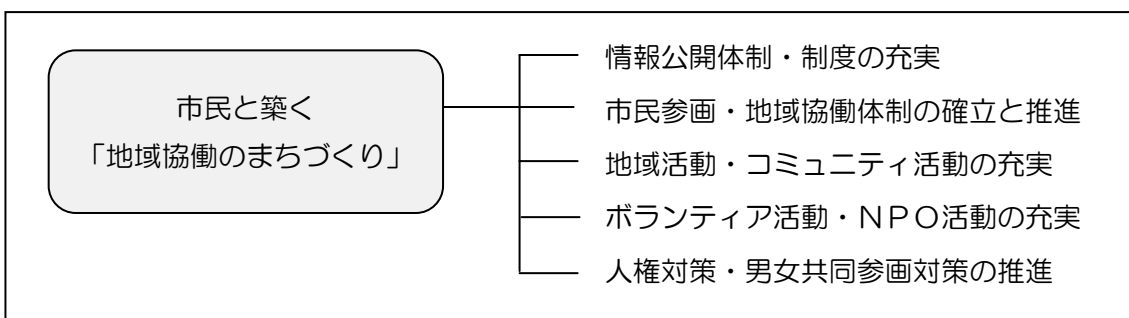 市民と築く
「地域協働のまちづくり」
情報公開体制・制度の充実
市民参画・地域協働体制の確立と推進
地域活動・コミュニティ活動の充実
ボランティア活動・ＮＰＯ活動の充実
人権対策・男女共同参画対策の推進